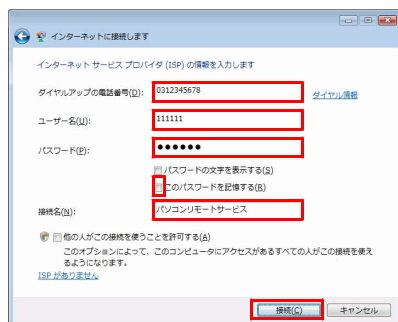 インターネットに接続します
インターネット サービス プロバイダ (ISP) の情報を入力します
ダイヤルアップの電話番号(D): 0312345678 ダイヤル情報
ユーザー名(U): 111111
パスワード(P): ●●●●●●
パスワードの文字を表示する(S)
このパスワードを記憶する(R)
接続名(N): パソコンリモートサービス
他の人がこの接続を使うことを許可する(A)
このオプションによって、このコンピュータにアクセスがあるすべての人がこの接続を使え
るようになります。
ISP がありません
接続(C) キャンセル